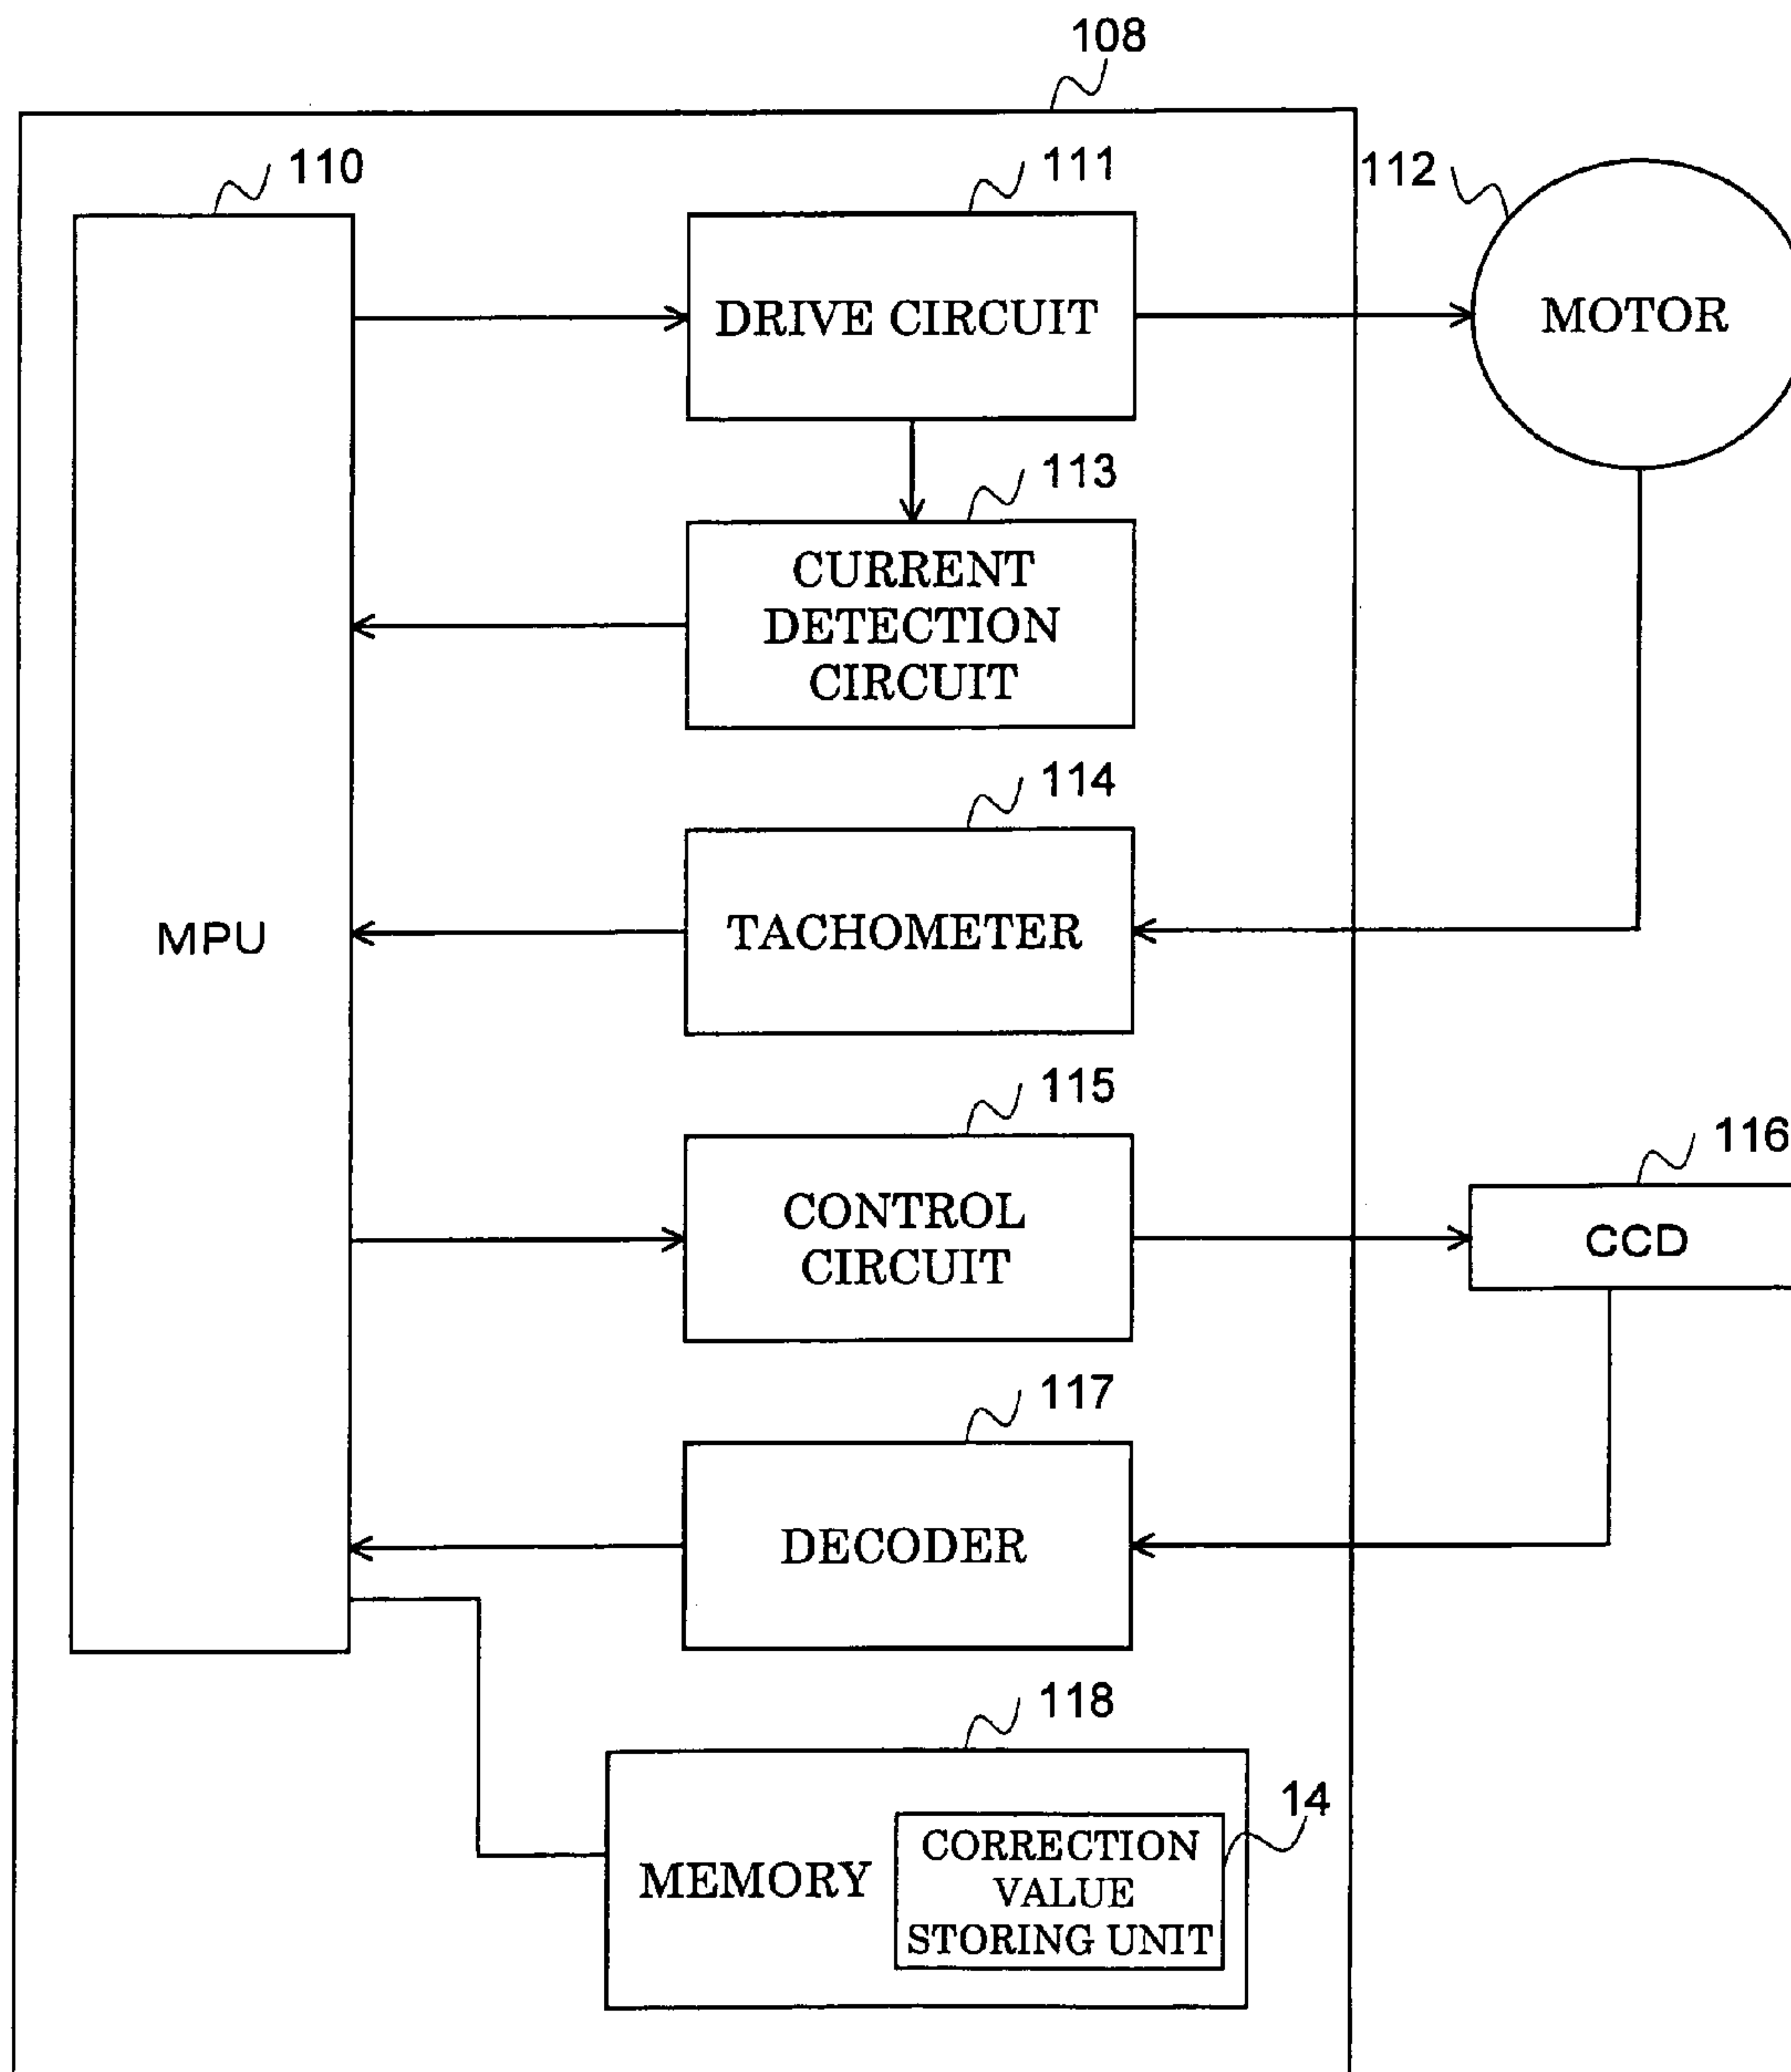 108
110
111
112
DRIVE CIRCUIT
MOTOR
113
CURRENT
DETECTION
CIRCUIT
114
MPU
TACHOMETER
115
116
CONTROL
CIRCUIT
CCD
117
DECODER
118
14
MEMORY
CORRECTION
VALUE
STORING UNIT